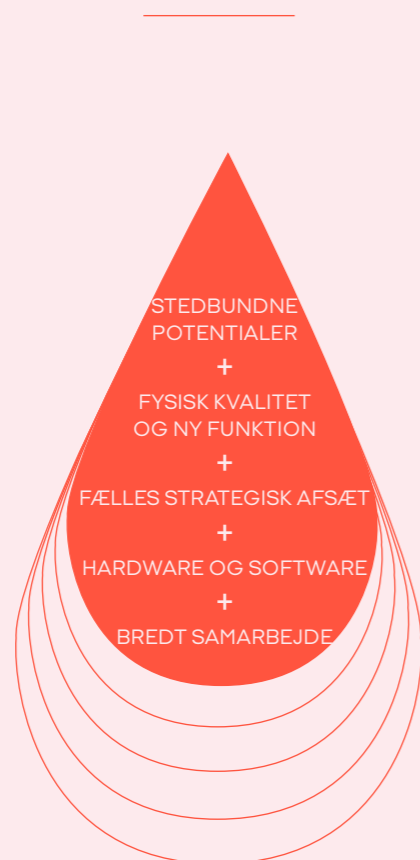 STEDBUNDNE
POTENTIALER
+
FYSISK KVALITET
OG NY FUNKTION
+
FÆLLES STRATEGISK AFSÆT
+
HARDWARE OG SOFTWARE
+
BREDT SAMARBEJDE